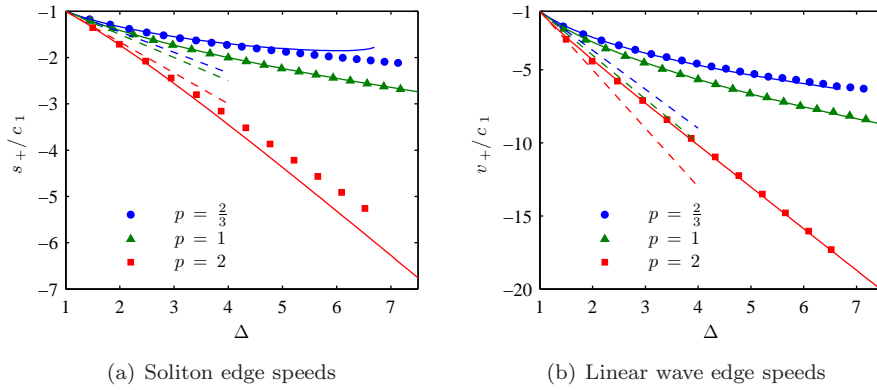 −1
−2
−3
−4
−5
−6
−7
s₊/c₁
1 2 3 4 5 6 7
Δ
p = 2/3
p = 1
p = 2
(a) Soliton edge speeds
−1
−5
−10
−15
−20
v₊/c₁
1 2 3 4 5 6 7
Δ
p = 2/3
p = 1
p = 2
(b) Linear wave edge speeds